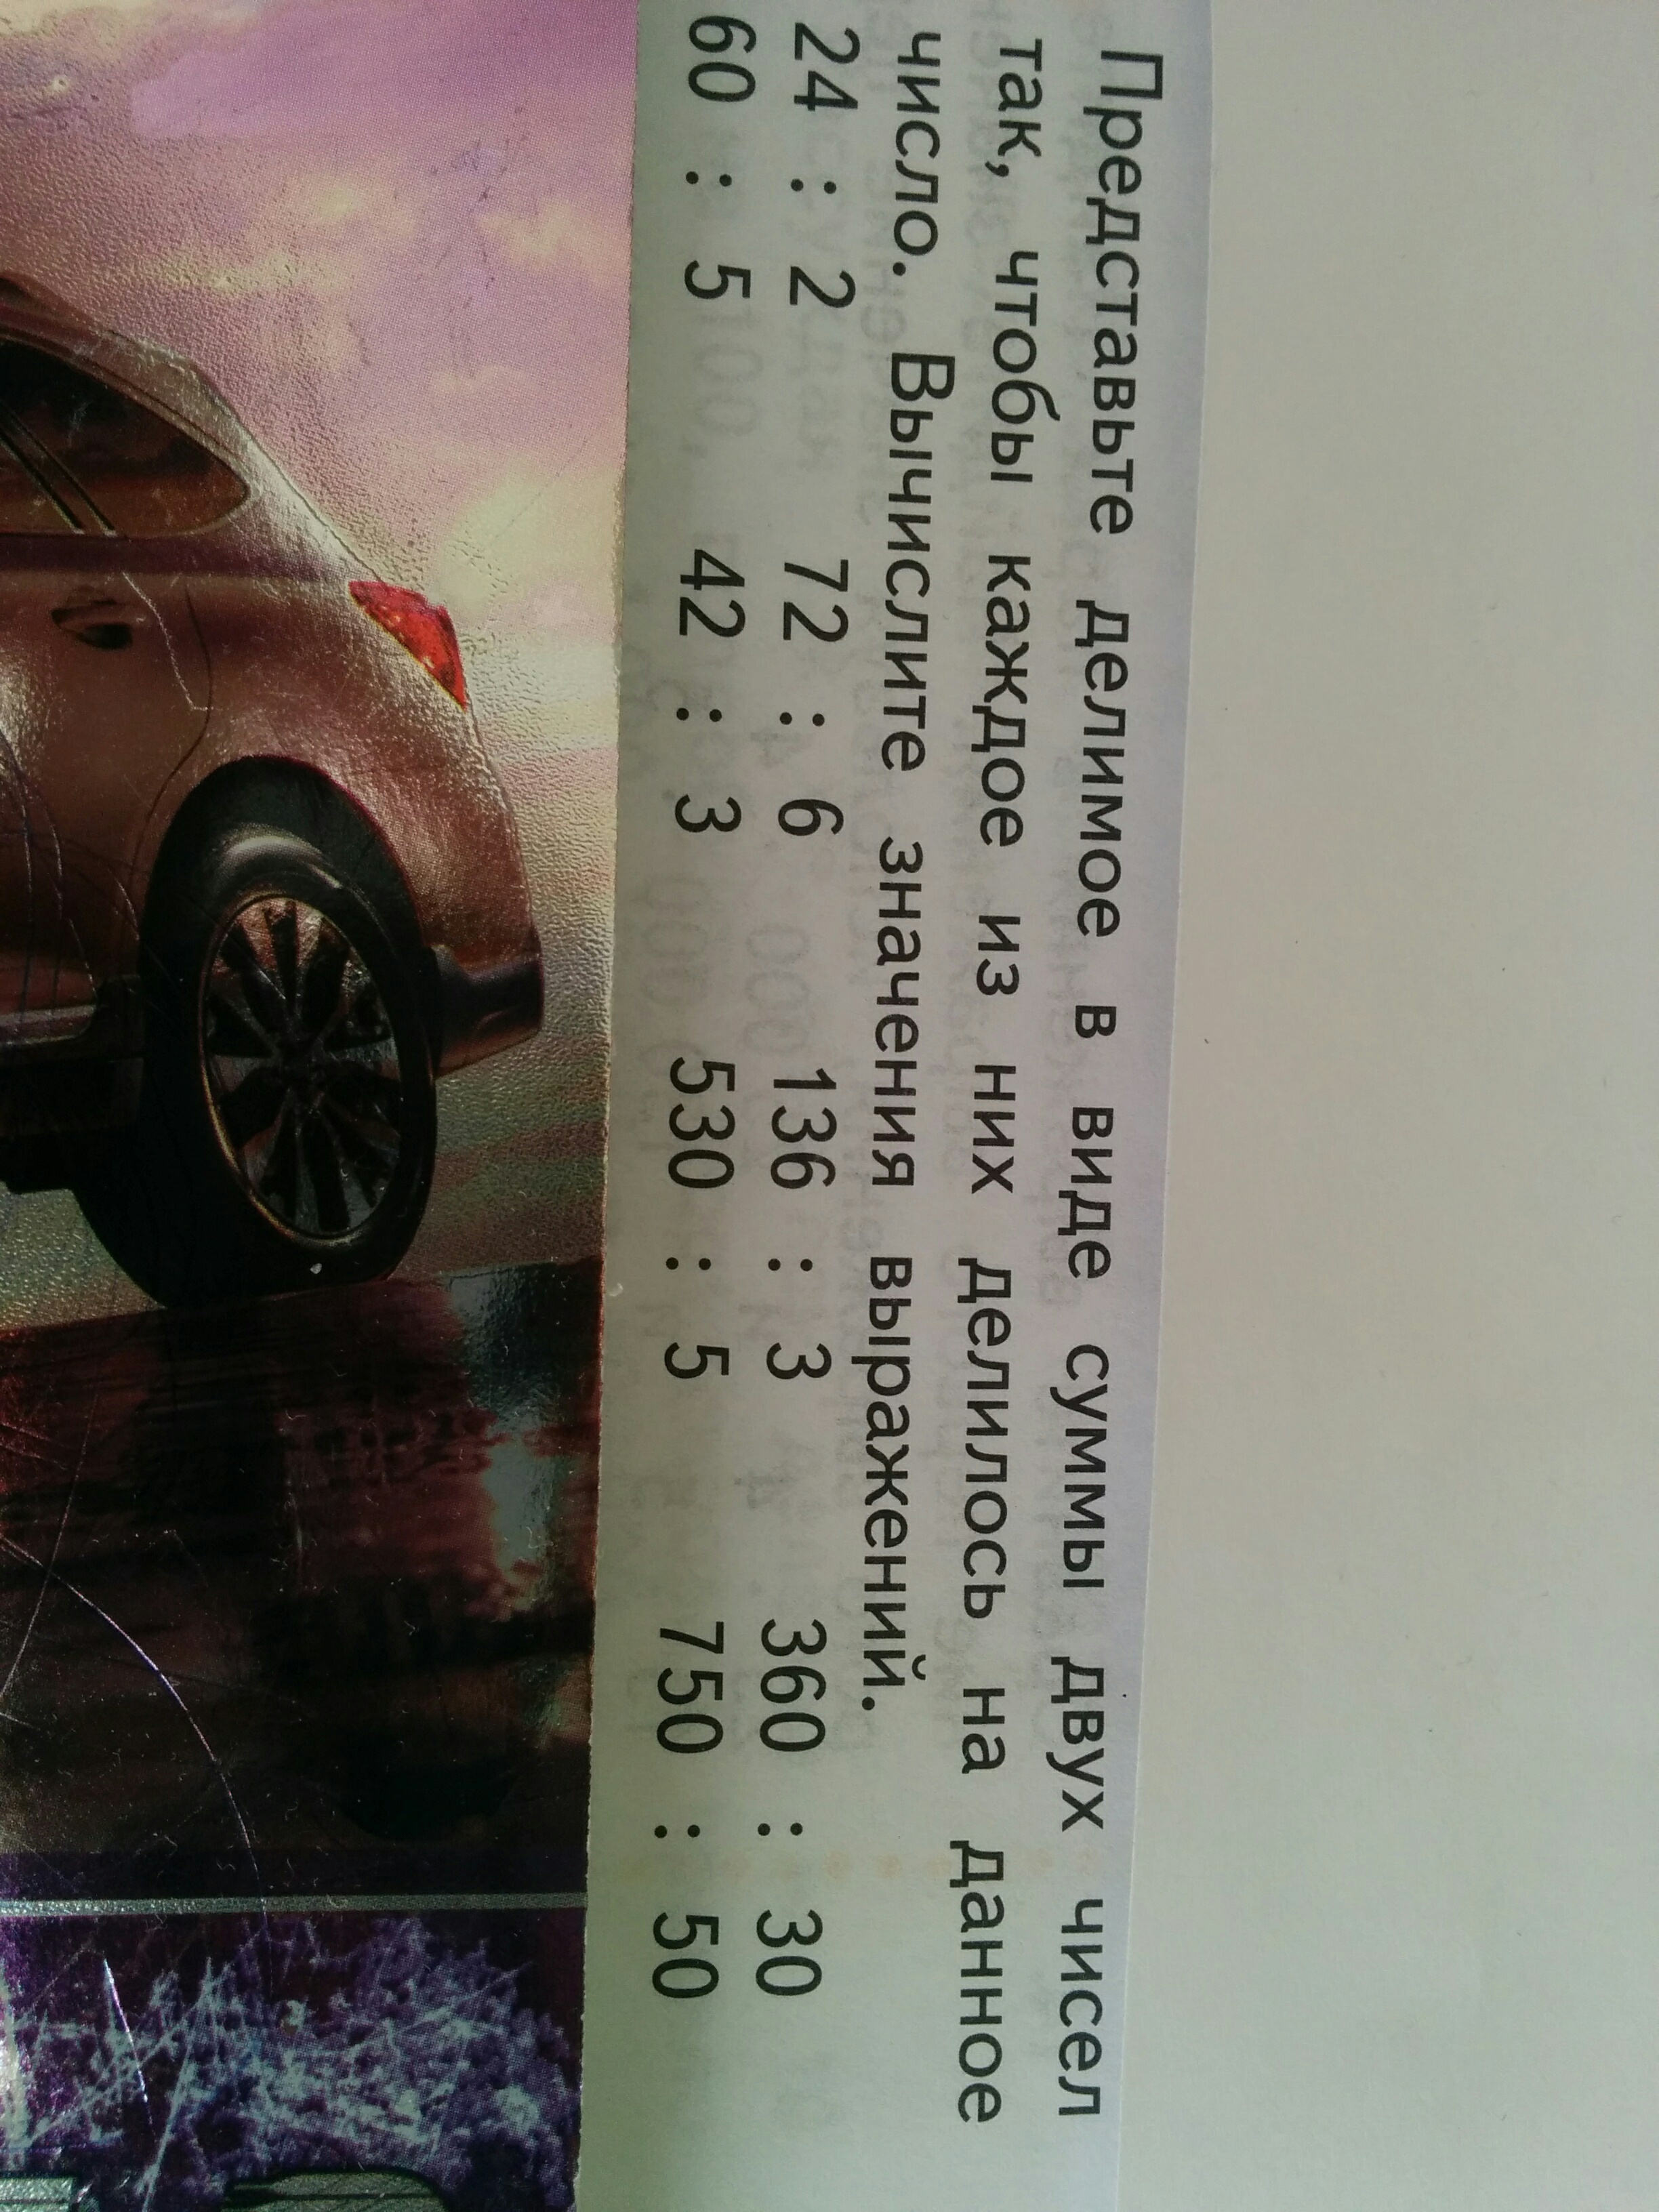 Представьте делимое в виде суммы двух чисел
так, чтобы каждое из них делилось на данное
число. Вычислите значения выражений.
24 : 2 72 : 6 136 : 3 360 : 30
60 : 5 42 : 3 530 : 5 750 : 50